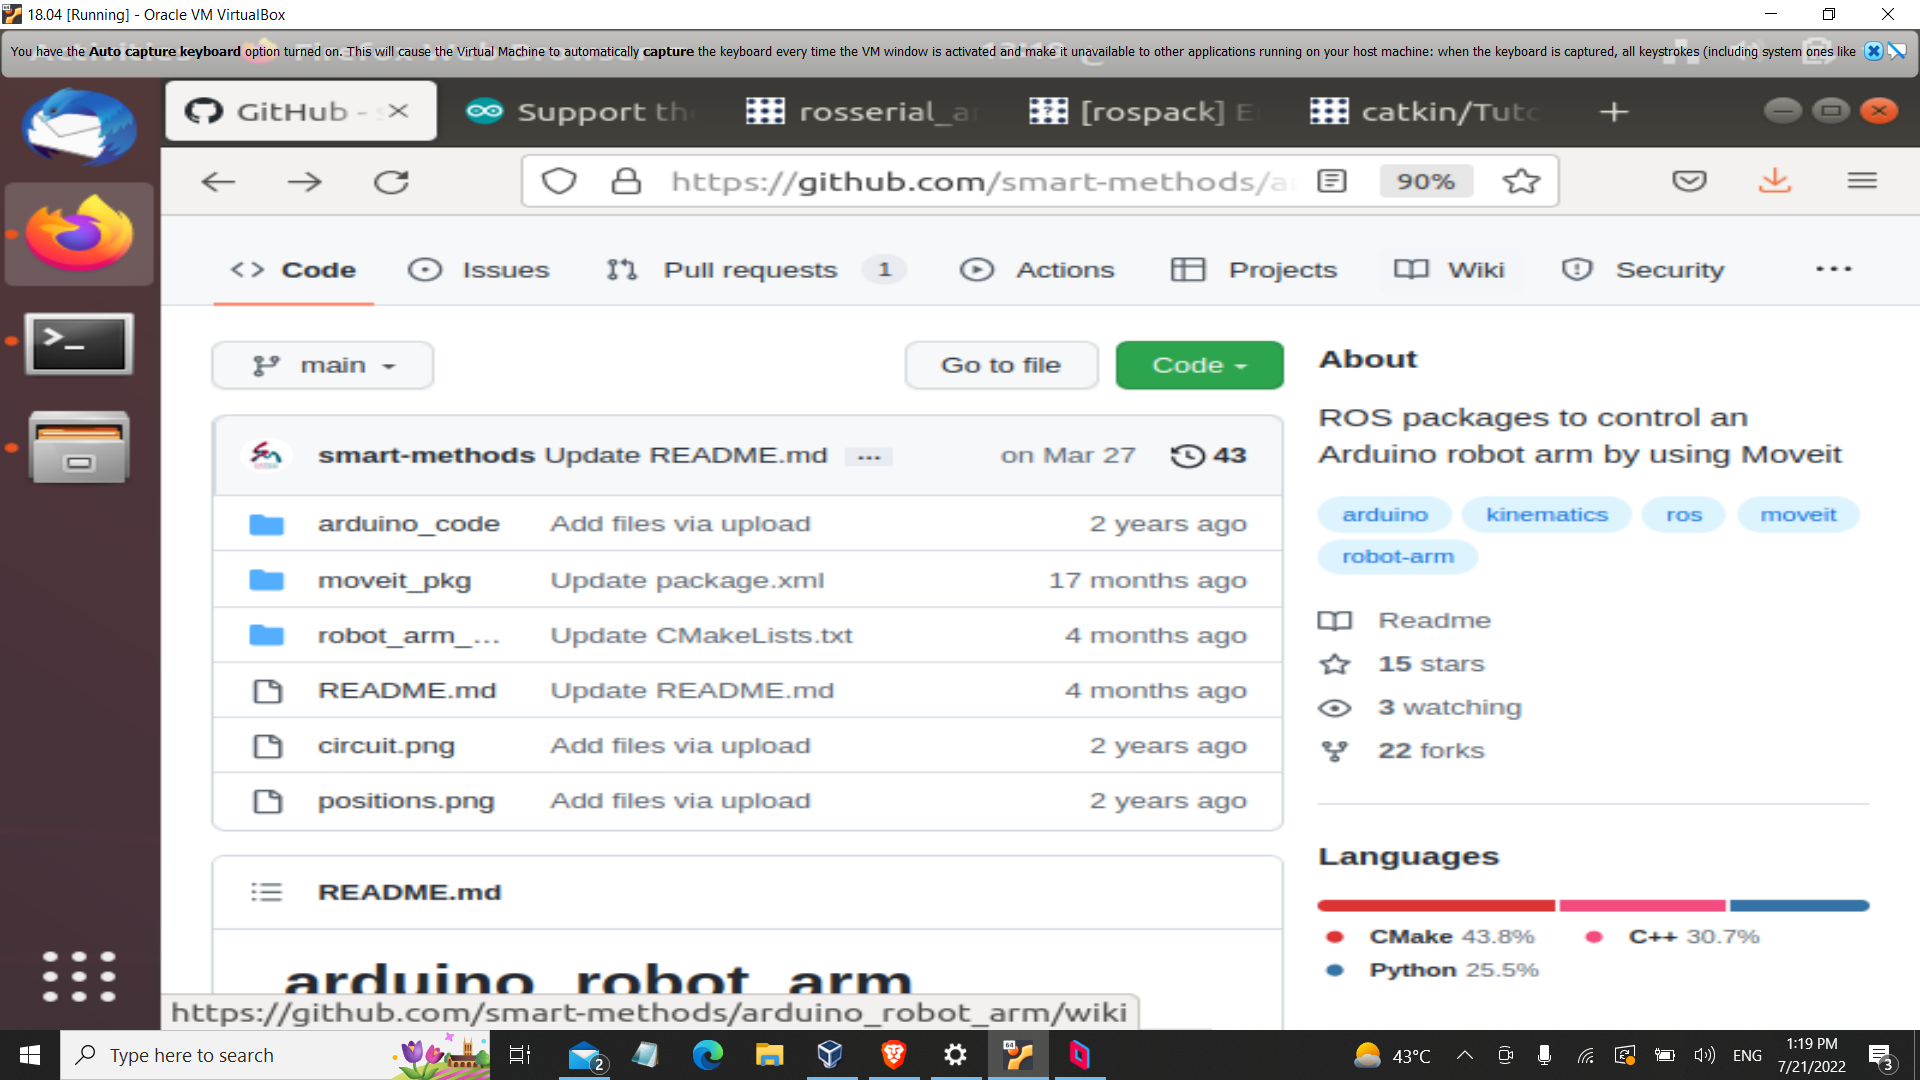 18.04 [Running] - Oracle VM VirtualBox
You have the Auto capture keyboard option turned on. This will cause the Virtual Machine to automatically capture the keyboard every time the VM window is activated and make it unavailable to other applications running on your host machine: when the keyboard is captured, all keystrokes (including system ones like
GitHub - Support the rosserial_ar [rospack] E catkin/Tuto
https://github.com/smart-methods/a 90%
Code Issues Pull requests 1 Actions Projects Wiki Security ...
main Go to file Code
smart-methods Update README.md ... on Mar 27 43
arduino_code Add files via upload 2 years ago
moveit_pkg Update package.xml 17 months ago
robot_arm_... Update CMakeLists.txt 4 months ago
README.md Update README.md 4 months ago
circuit.png Add files via upload 2 years ago
positions.png Add files via upload 2 years ago
README.md
arduino_robot_arm
About
ROS packages to control an
Arduino robot arm by using Moveit
arduino kinematics ros moveit
robot-arm
Readme
15 stars
3 watching
22 forks
Languages
CMake 43.8% C++ 30.7%
Python 25.5%
https://github.com/smart-methods/arduino_robot_arm/wiki
Type here to search 2 64 43°C ENG 1:19 PM
7/21/2022 3